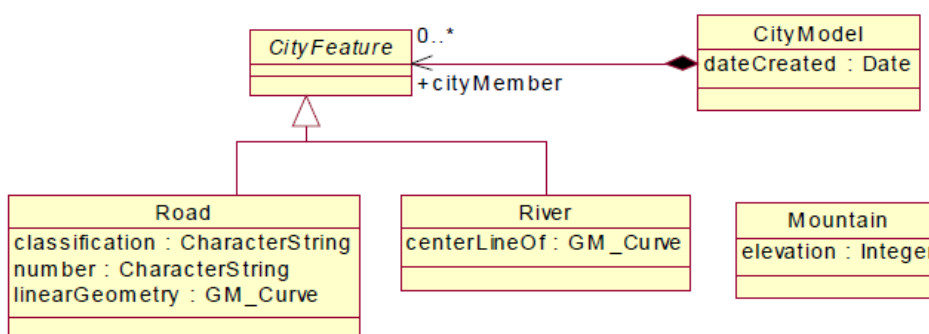 CityFeature
0..*
+cityMember
CityModel
dateCreated : Date
Road
classification : CharacterString
number : CharacterString
linearGeometry : GM_Curve
River
centerLineOf : GM_Curve
Mountain
elevation : Integer